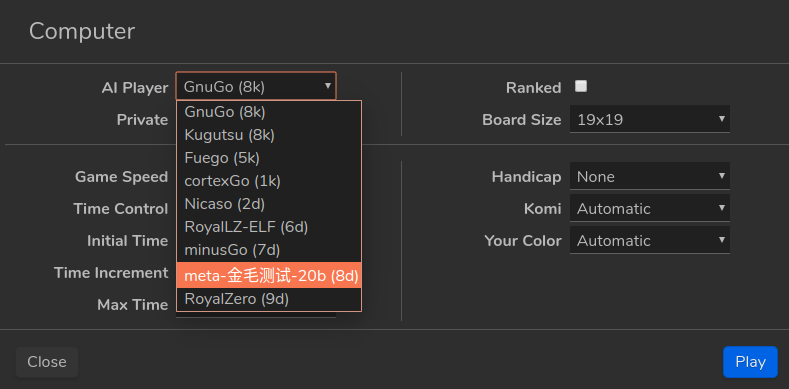 Computer
AI Player GnuGo (8k) Ranked
Private GnuGo (8k) Board Size 19x19
Kugutsu (8k)
Fuego (5k)
Game Speed cortexGo (1k) Handicap None
Time Control Nicaso (2d) Komi Automatic
Initial Time RoyalLZ-ELF (6d) Your Color Automatic
minusGo (7d)
Time Increment meta-金毛测试-20b (8d)
Max Time RoyalZero (9d)
Close Play